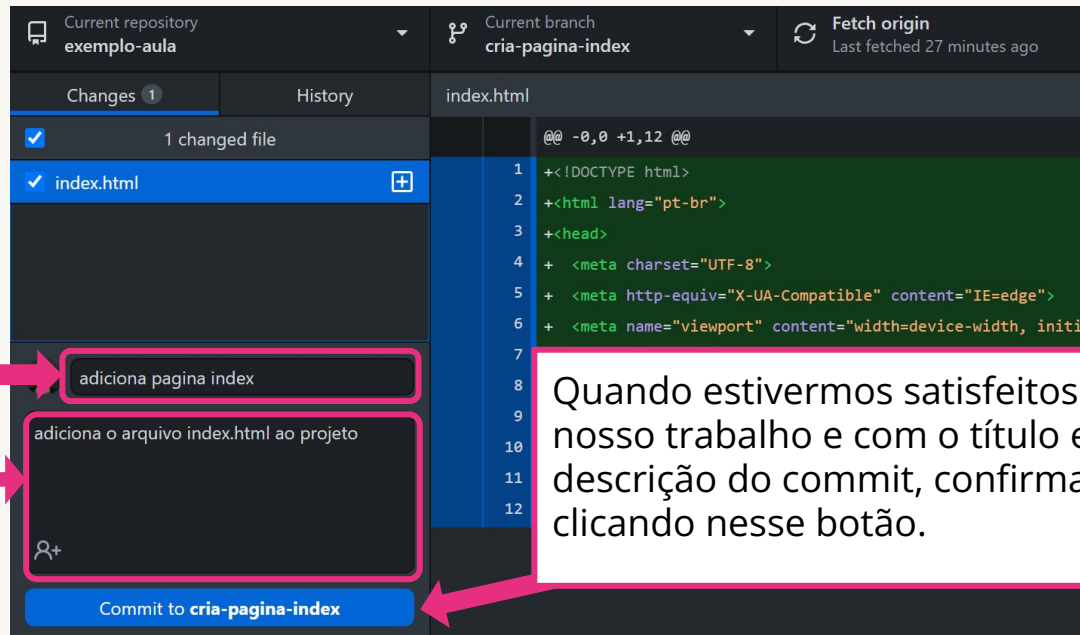 Current repository
exemplo-aula
Current branch
cria-pagina-index
Fetch origin
Last fetched 27 minutes ago
Changes 1
History
1 changed file
index.html
adiciona pagina index
adiciona o arquivo index.html ao projeto
Commit to cria-pagina-index
index.html
@@ -0,0 +1,12 @@
1 +<!DOCTYPE html>
2 +<html lang="pt-br">
3 +<head>
4 + <meta charset="UTF-8">
5 + <meta http-equiv="X-UA-Compatible" content="IE=edge">
6 + <meta name="viewport" content="width=device-width, initi
7
8
9
10
11
12
Quando estivermos satisfeitos
nosso trabalho e com o título e
descrição do commit, confirma
clicando nesse botão.